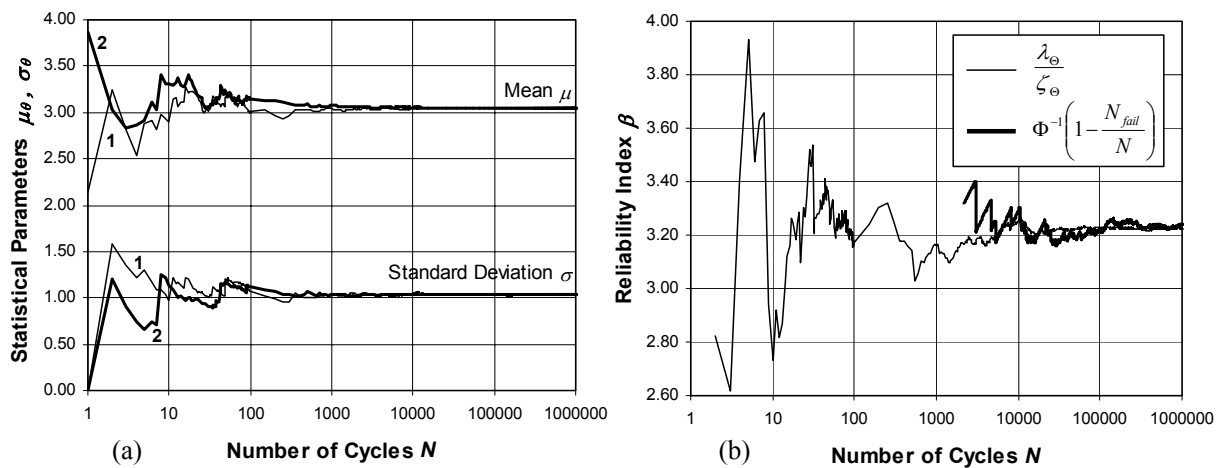 Statistical Parameters μθ, σθ
4.00
3.50
3.00
2.50
2.00
1.50
1.00
0.50
0.00
2
1
Mean μ
1
2
Standard Deviation σ
1 10 100 1000 10000 100000 1000000
(a) Number of Cycles N
Reliability Index β
4.00
3.80
3.60
3.40
3.20
3.00
2.80
2.60
λΘ
ζΘ
Φ⁻¹(1 − Nfail/N)
1 10 100 1000 10000 100000 1000000
(b) Number of Cycles N